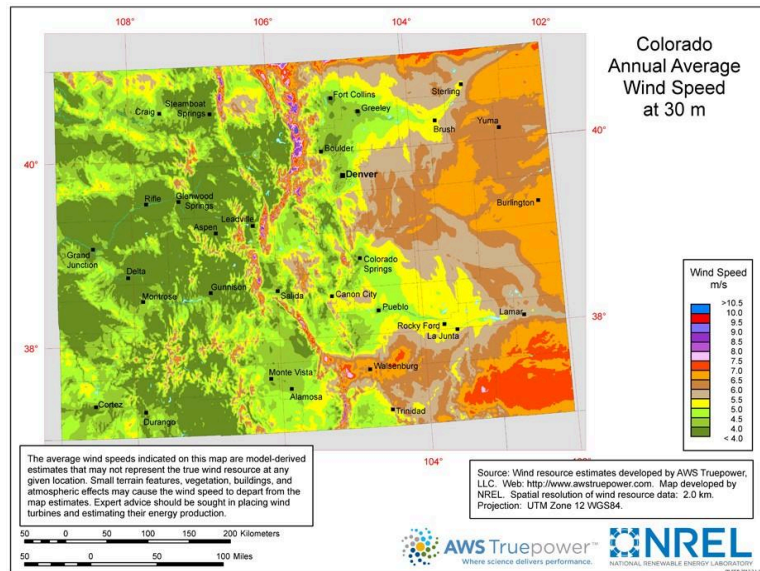 108°
106°
104°
102°
Colorado
Annual Average
Wind Speed
at 30 m
Fort Collins
Sterling
Steamboat
Springs
Craig
Greeley
Brush
Yuma
40°
Boulder
40°
Denver
Rifle
Glenwood
Springs
Burlington
Leadville
Aspen
Grand
Junction
Colorado
Springs
Delta
Gunnison
Salida
Canon City
Montrose
Pueblo
Rocky Ford
Lamar
La Junta
38°
38°
Walsenburg
Monte Vista
Alamosa
Cortez
Durango
Trinidad
Wind Speed
m/s
>10.5
10.0
9.5
9.0
8.5
8.0
7.5
7.0
6.5
6.0
5.5
5.0
4.5
4.0
< 4.0
104°
The average wind speeds indicated on this map are model-derived
estimates that may not represent the true wind resource at any
given location. Small terrain features, vegetation, buildings, and
atmospheric effects may cause the wind speed to depart from the
map estimates. Expert advice should be sought in placing wind
turbines and estimating their energy production.
Source: Wind resource estimates developed by AWS Truepower,
LLC. Web: http://www.awstruepower.com. Map developed by
NREL. Spatial resolution of wind resource data: 2.0 km.
Projection: UTM Zone 12 WGS84.
50 0 50 100 150 200 Kilometers
50 0 50 100 Miles
AWS Truepower™
Where science delivers performance.
NREL
NATIONAL RENEWABLE ENERGY LABORATORY